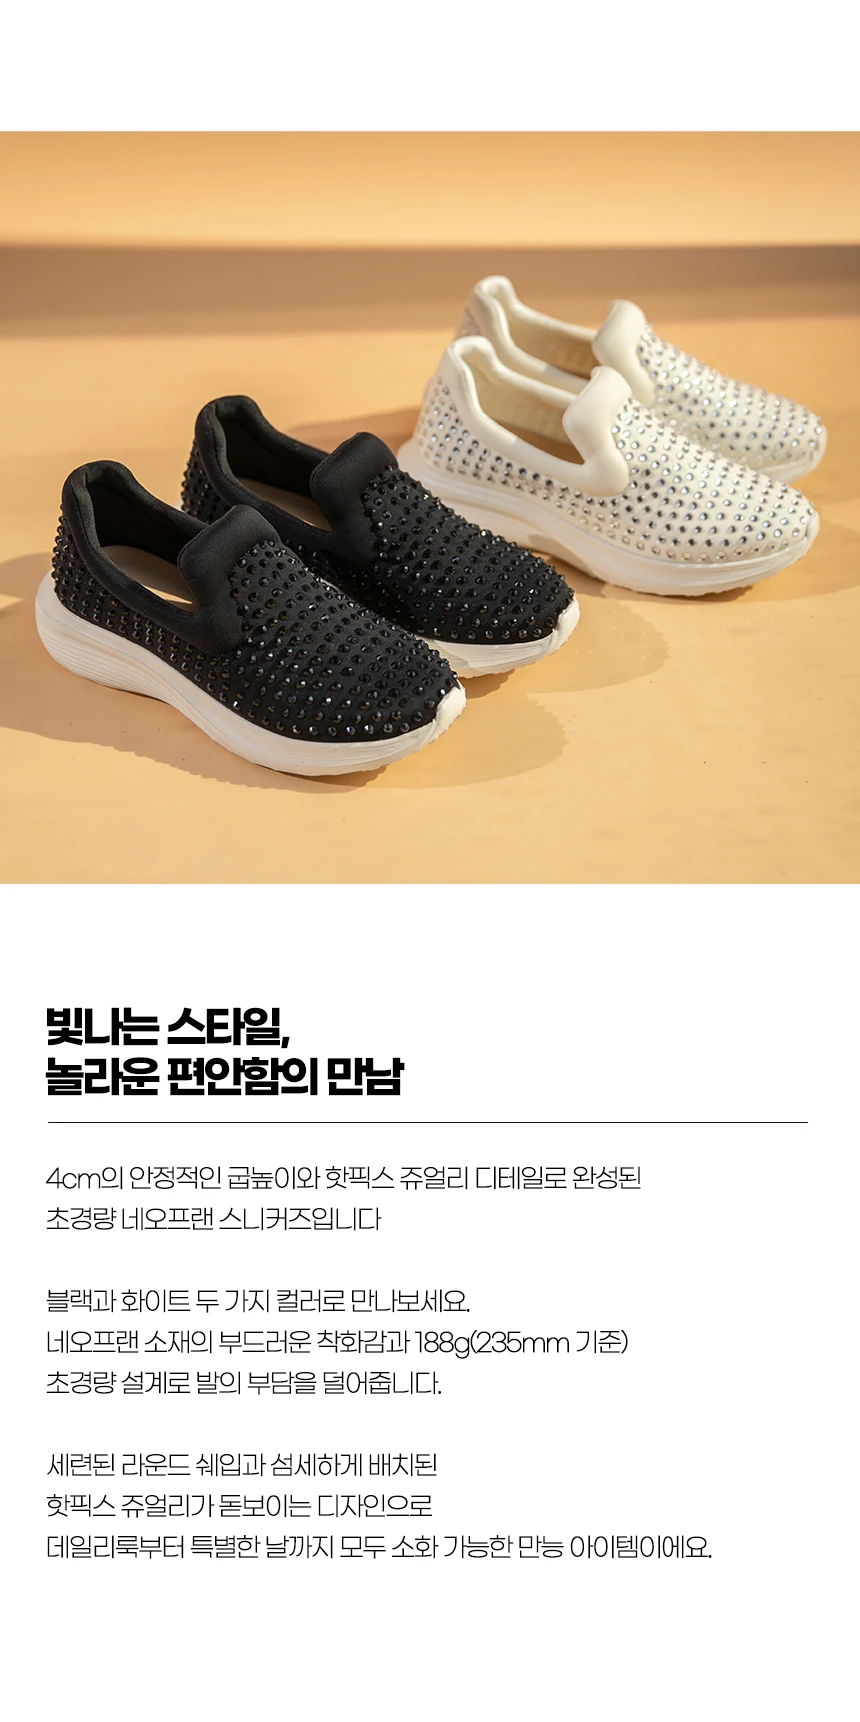 빛나는 스타일,
놀라운 편안함의 만남
4cm의 안정적인 굽높이와 핫픽스 쥬얼리 디테일로 완성된
초경량 네오프랜 스니커즈입니다
블랙과 화이트 두 가지 컬러로 만나보세요.
네오프랜 소재의 부드러운 착화감과 188g(235mm 기준)
초경량 설계로 발의 부담을 덜어줍니다.
세련된 라운드 쉐입과 섬세하게 배치된
핫픽스 쥬얼리가 돋보이는 디자인으로
데일리룩부터 특별한 날까지 모두 소화 가능한 만능 아이템이에요.